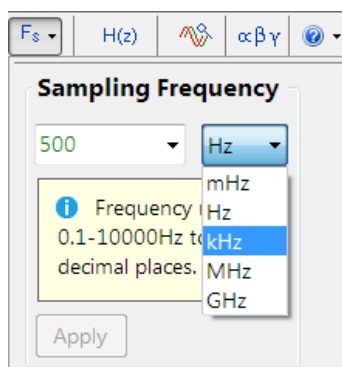 Fs H(z) αβγ ?
Sampling Frequency
500 Hz
mHz
Frequency Hz
0.1-10000Hz to kHz
decimal places. MHz
GHz
Apply